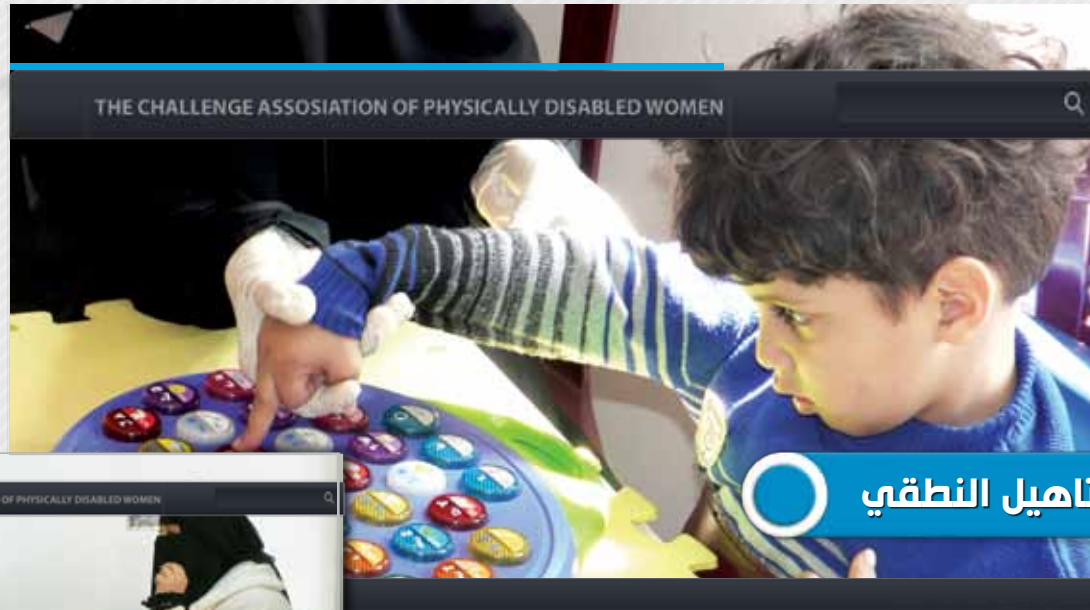 THE CHALLENGE ASSOSIATION OF PHYSICALLY DISABLED WOMEN
تاهيل النطقي
OF PHYSICALLY DISABLED WOMEN